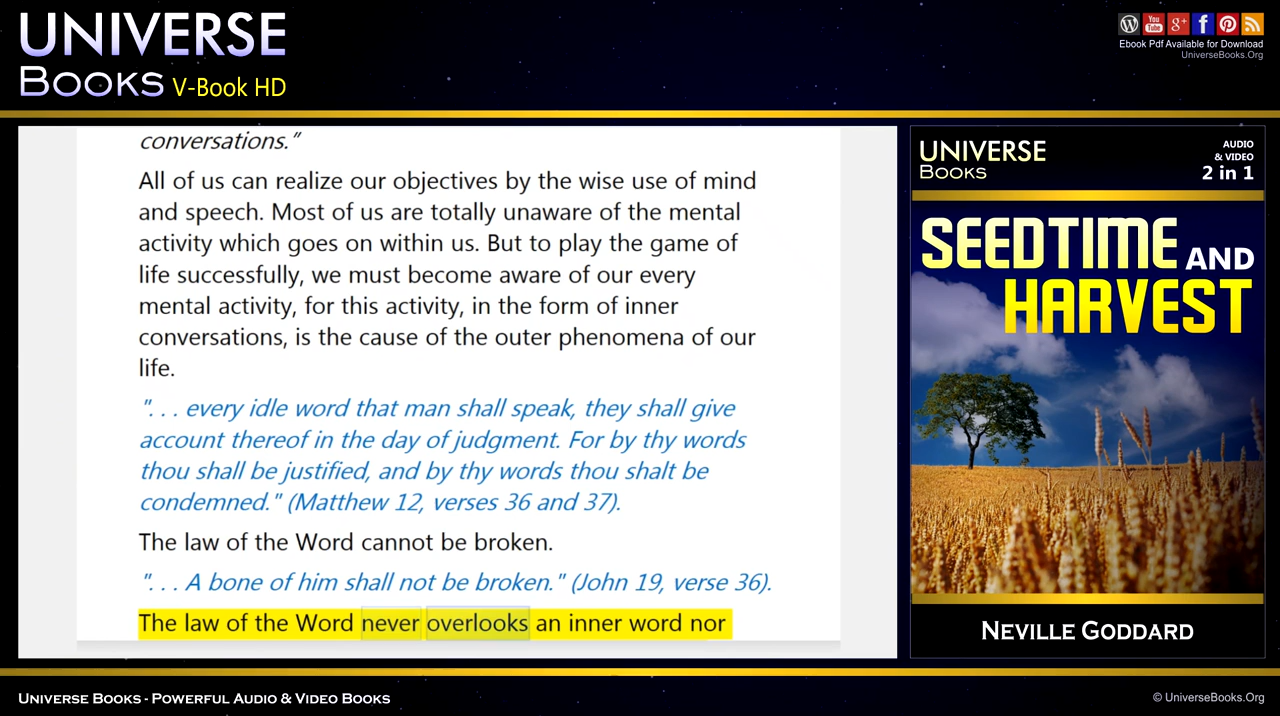 UNIVERSE
BOOKS V-Book HD
You
Tube
g+
f
Ebook Pdf Available for Download
UniverseBooks.Org
conversations.”
All of us can realize our objectives by the wise use of mind
and speech. Most of us are totally unaware of the mental
activity which goes on within us. But to play the game of
life successfully, we must become aware of our every
mental activity, for this activity, in the form of inner
conversations, is the cause of the outer phenomena of our
life.
". . . every idle word that man shall speak, they shall give
account thereof in the day of judgment. For by thy words
thou shall be justified, and by thy words thou shalt be
condemned." (Matthew 12, verses 36 and 37).
The law of the Word cannot be broken.
". . . A bone of him shall not be broken." (John 19, verse 36).
The law of the Word never overlooks an inner word nor
UNIVERSE
BOOKS
AUDIO
& VIDEO
2 in 1
SEEDTIME AND
HARVEST
NEVILLE GODDARD
UNIVERSE BOOKS - POWERFUL AUDIO & VIDEO BOOKS
© UniverseBooks.Org